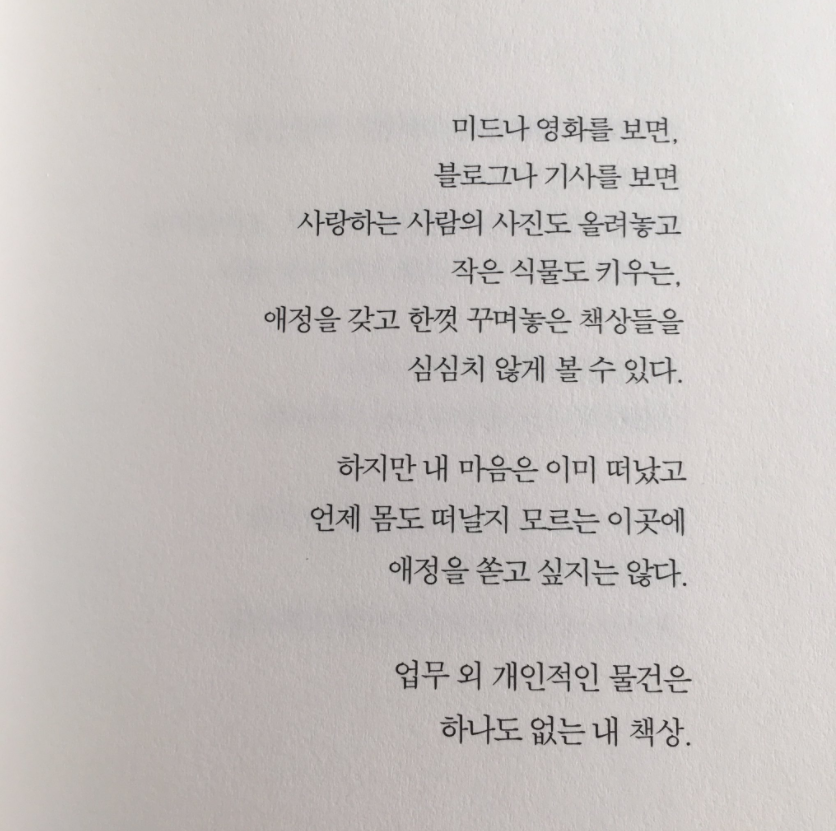 미드나 영화를 보면,
블로그나 기사를 보면
사랑하는 사람의 사진도 올려놓고
작은 식물도 키우는,
애정을 갖고 한껏 꾸며놓은 책상들을
심심치 않게 볼 수 있다.
하지만 내 마음은 이미 떠났고
언제 몸도 떠날지 모르는 이곳에
애정을 쏟고 싶지는 않다.
업무 외 개인적인 물건은
하나도 없는 내 책상.